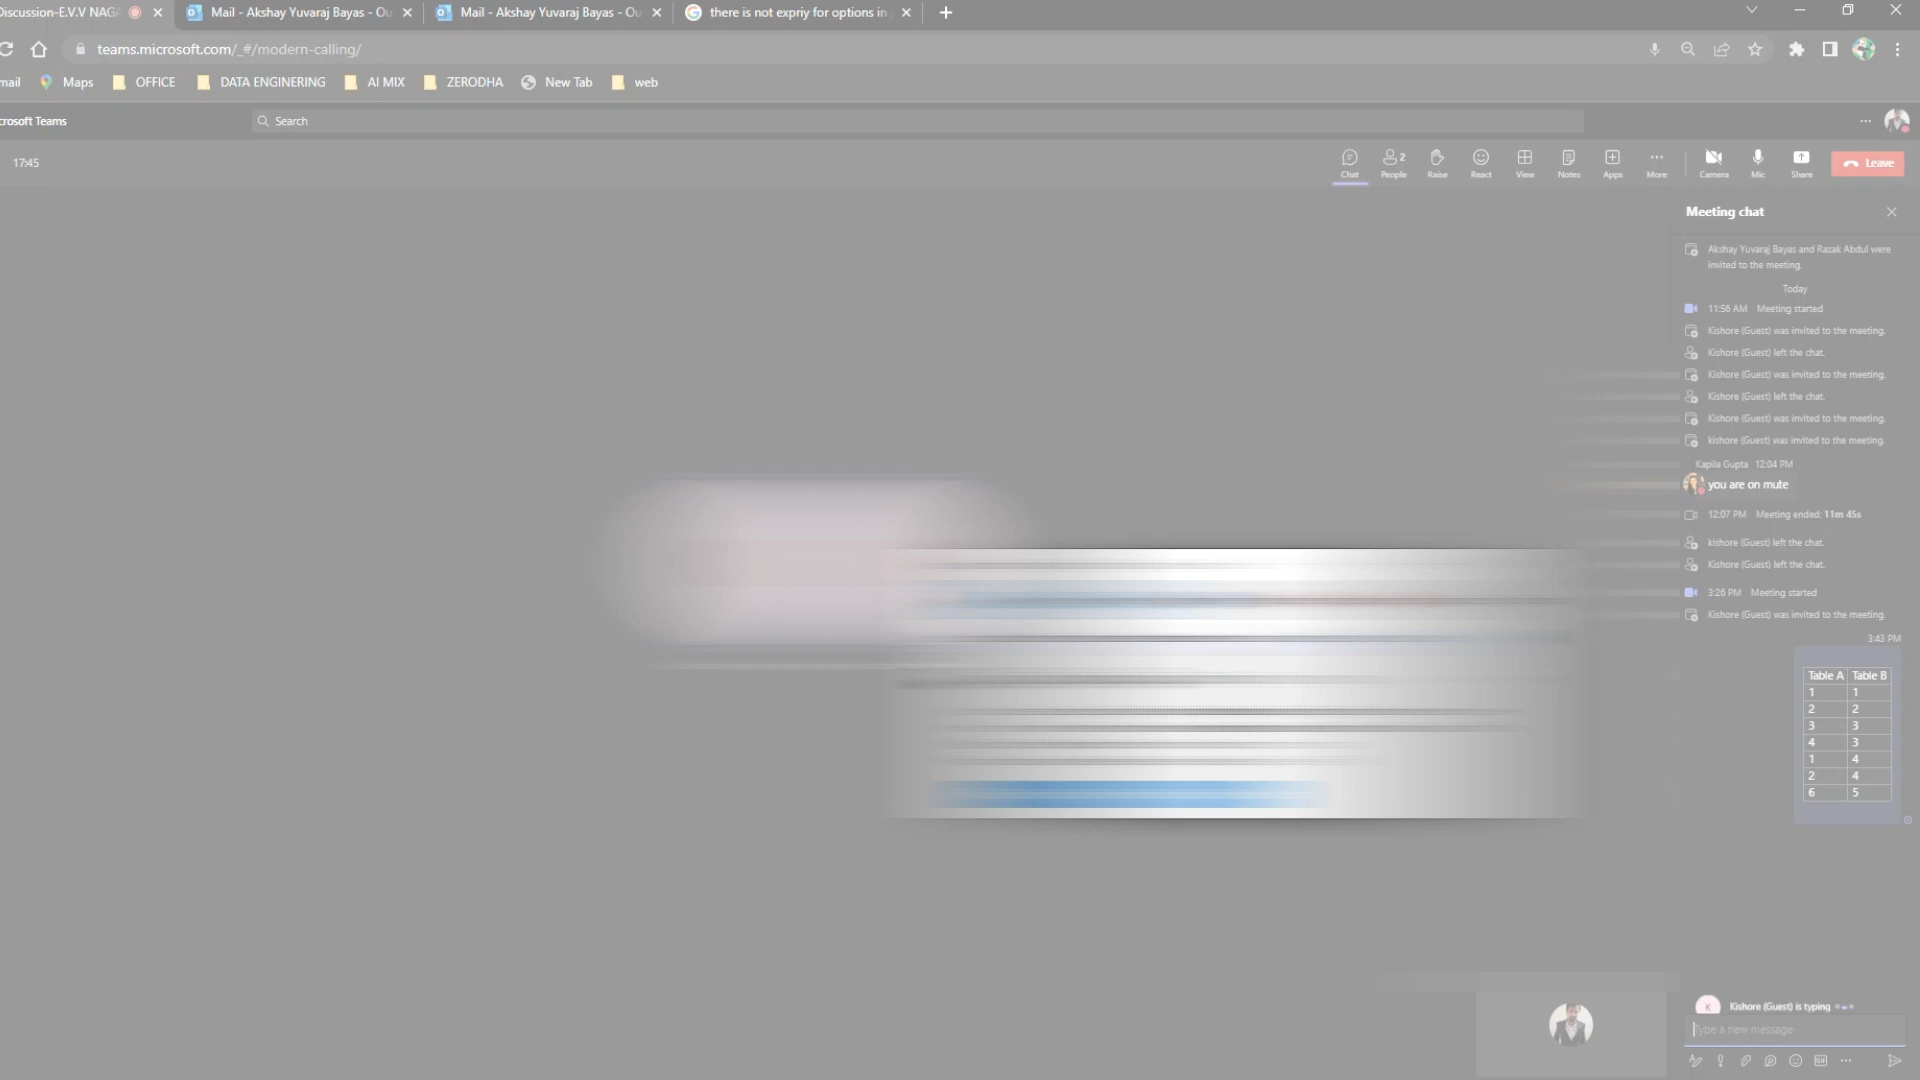 Discussion-E.V.V NAGA
Mail - Akshay Yuvaraj Bayas - Ou
Mail - Akshay Yuvaraj Bayas - Ou
there is not expriy for options in
teams.microsoft.com/_#/modern-calling/
mail
Maps
OFFICE
DATA ENGINERING
AI MIX
ZERODHA
New Tab
web
crosoft Teams
Search
17:45
Chat
2
People
Raise
React
View
Notes
Apps
More
Camera
Mic
Share
Leave
Meeting chat
Akshay Yuvaraj Bayas and Razak Abdul were
invited to the meeting.
Today
11:56 AM Meeting started
Kishore (Guest) was invited to the meeting.
Kishore (Guest) left the chat.
Kishore (Guest) was invited to the meeting.
Kishore (Guest) left the chat.
Kishore (Guest) was invited to the meeting.
kishore (Guest) was invited to the meeting.
Kapila Gupta 12:04 PM
you are on mute
12:07 PM Meeting ended: 11m 45s
kishore (Guest) left the chat.
Kishore (Guest) left the chat.
3:26 PM Meeting started
Kishore (Guest) was invited to the meeting.
3:43 PM
Table A Table B
1 1
2 2
3 3
4 3
1 4
2 4
6 5
K
Kishore (Guest) is typing
Type a new message
GIF